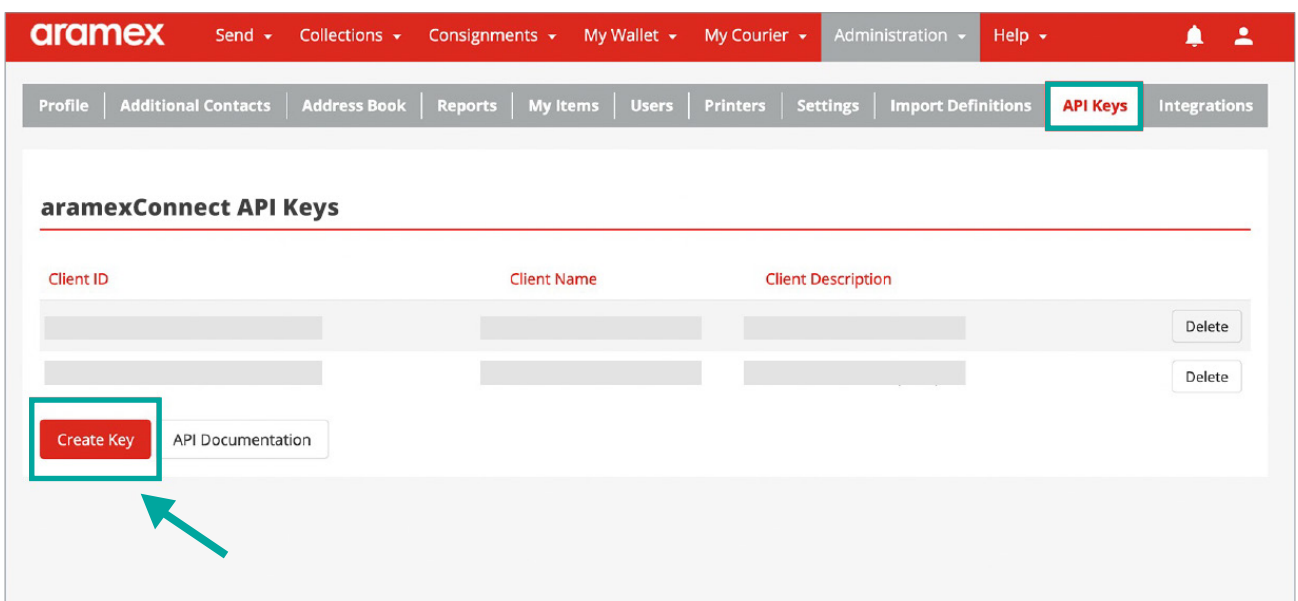 aramex Send Collections Consignments My Wallet My Courier Administration Help
Profile Additional Contacts Address Book Reports My Items Users Printers Settings Import Definitions API Keys Integrations
aramexConnect API Keys
Client ID Client Name Client Description
Delete
Delete
Create Key API Documentation